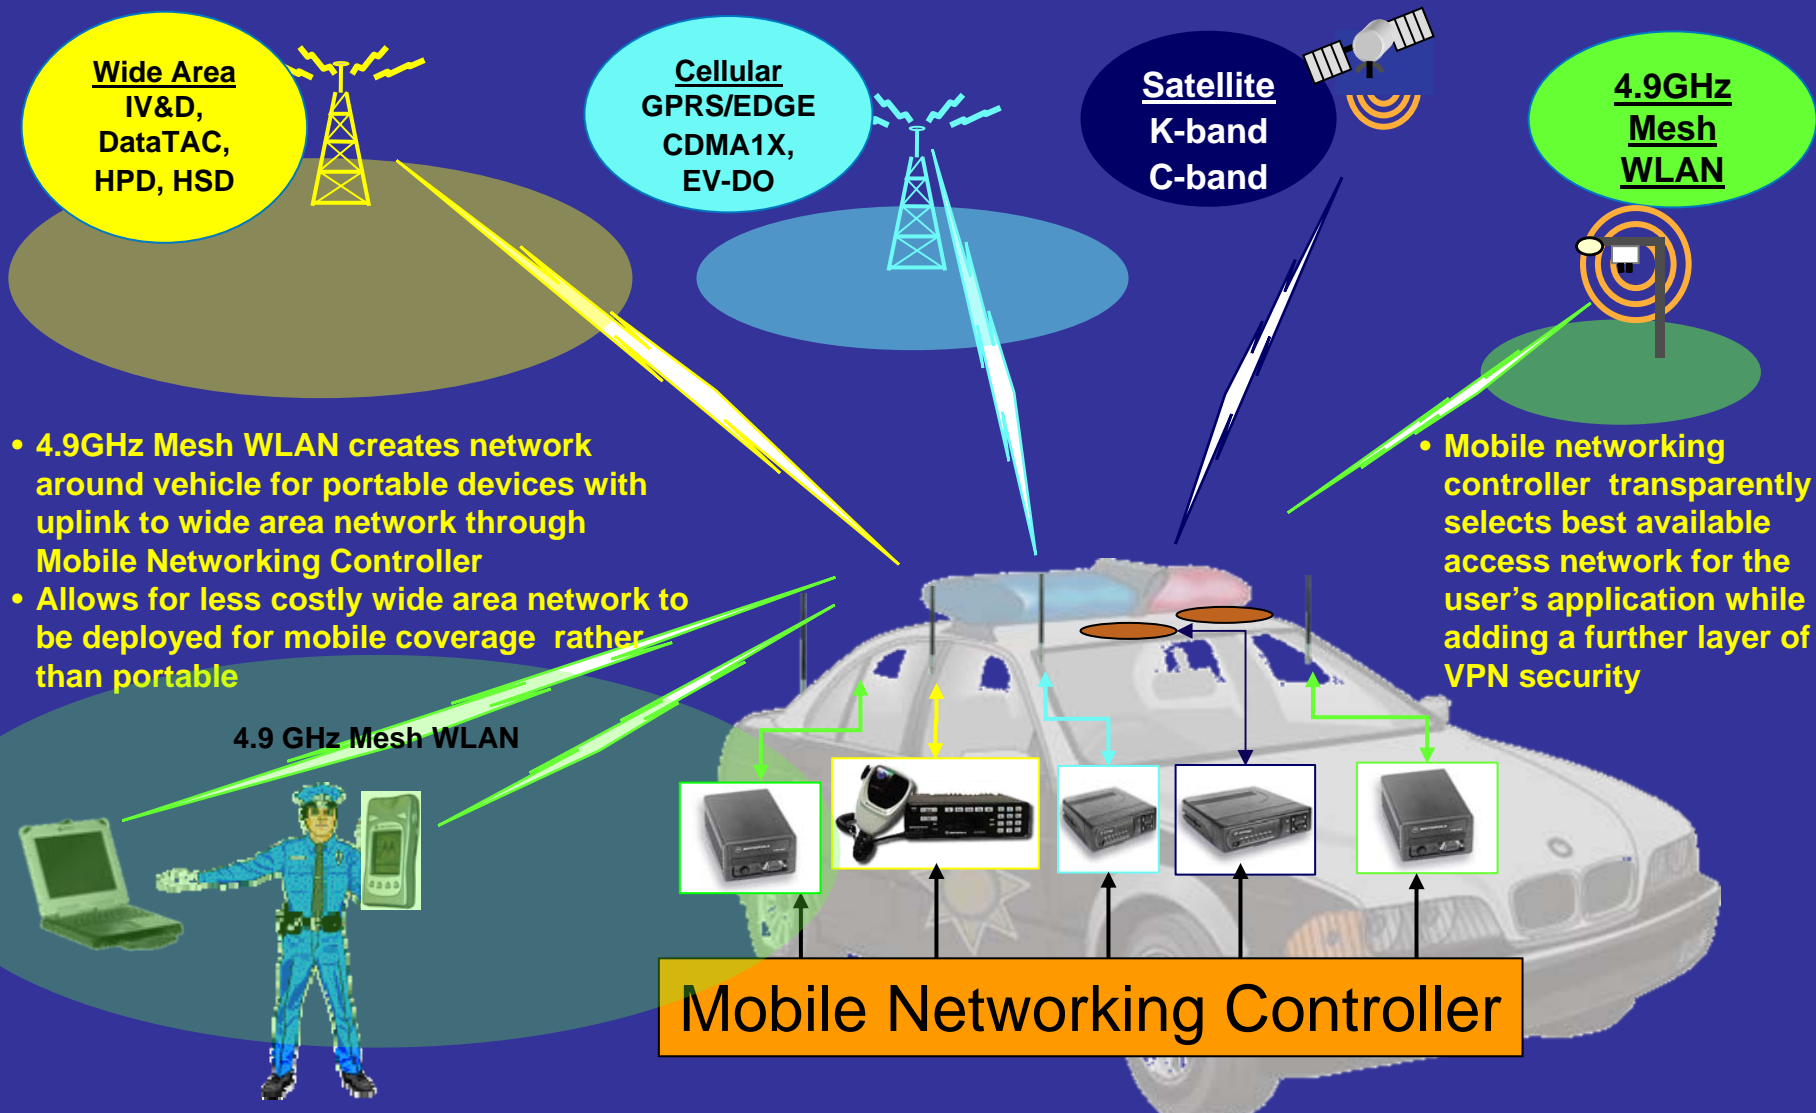 Wide Area
IV&D,
DataTAC,
HPD, HSD
Cellular
GPRS/EDGE
CDMA1X,
EV-DO
Satellite
K-band
C-band
4.9GHz
Mesh
WLAN
• 4.9GHz Mesh WLAN creates network
around vehicle for portable devices with
uplink to wide area network through
Mobile Networking Controller
• Allows for less costly wide area network to
be deployed for mobile coverage rather
than portable
• Mobile networking
controller transparently
selects best available
access network for the
user’s application while
adding a further layer of
VPN security
4.9 GHz Mesh WLAN
Mobile Networking Controller